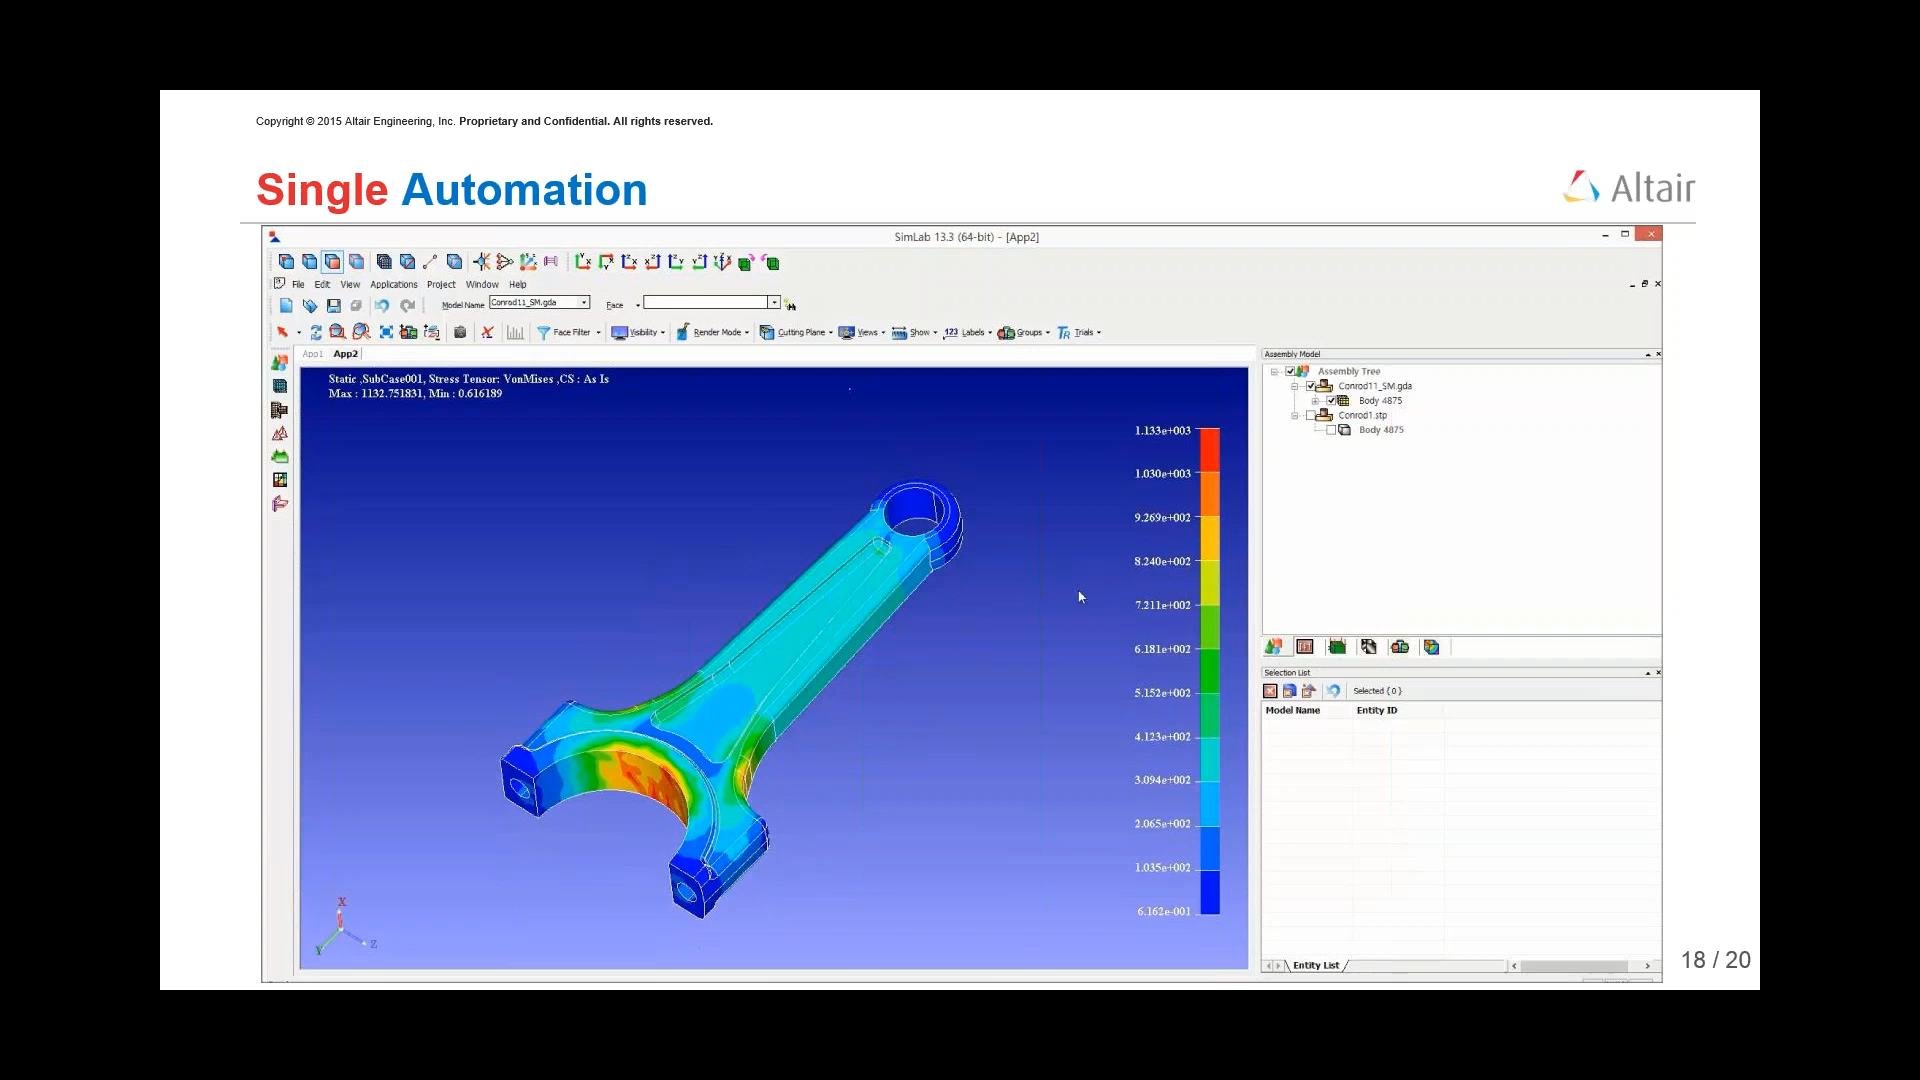 Copyright © 2015 Altair Engineering, Inc. Proprietary and Confidential. All rights reserved.
Single Automation
Altair
SimLab 13.3 (64-bit) - [App2]
File Edit View Applications Project Window Help
Model Name Conrod11_SM.gda Face
Face Filter Visibility Render Mode Cutting Plane Views Show 123 Labels Groups TR Trials
App1 App2
Static ,SubCase001, Stress Tensor: VonMises ,CS : As Is
Max : 1132.751831, Min : 0.616189
1.133e+003
1.030e+003
9.269e+002
8.240e+002
7.211e+002
6.181e+002
5.152e+002
4.123e+002
3.094e+002
2.065e+002
1.035e+002
6.162e-001
X
Y
Z
Assembly Model
Assembly Tree
Conrod11_SM.gda
Body 4875
Conrod1.stp
Body 4875
Selection List
Selected { 0 }
Model Name Entity ID
Entity List
18 / 20